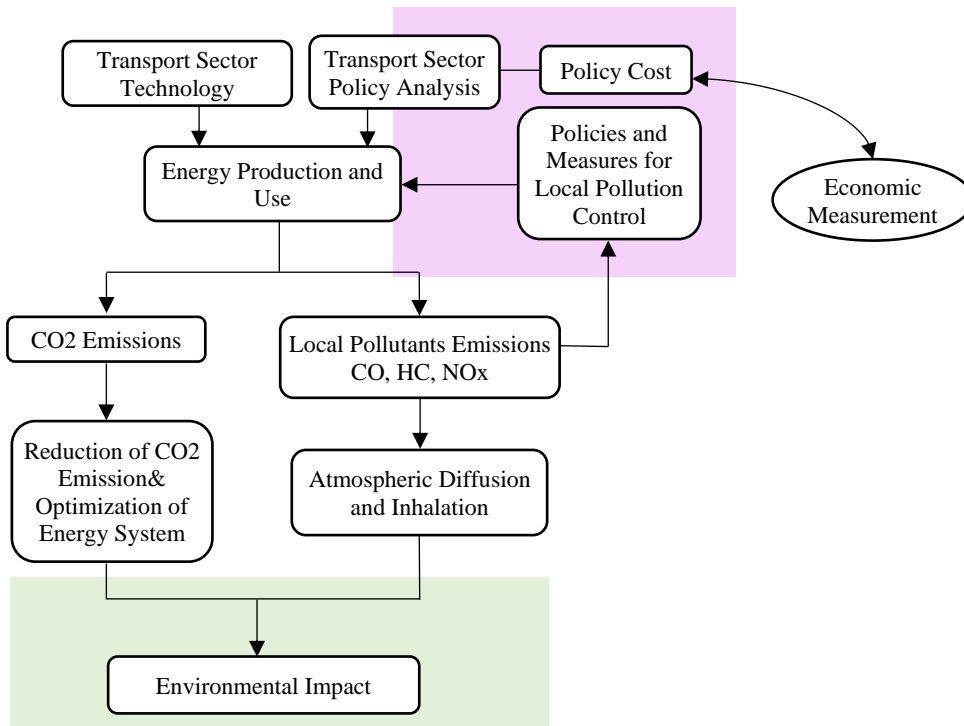 Transport Sector
Technology
Transport Sector
Policy Analysis
Policy Cost
Policies and
Measures for
Local Pollution
Control
Economic
Measurement
Energy Production and
Use
CO2 Emissions
Local Pollutants Emissions
CO, HC, NOx
Reduction of CO2
Emission&
Optimization of
Energy System
Atmospheric Diffusion
and Inhalation
Environmental Impact